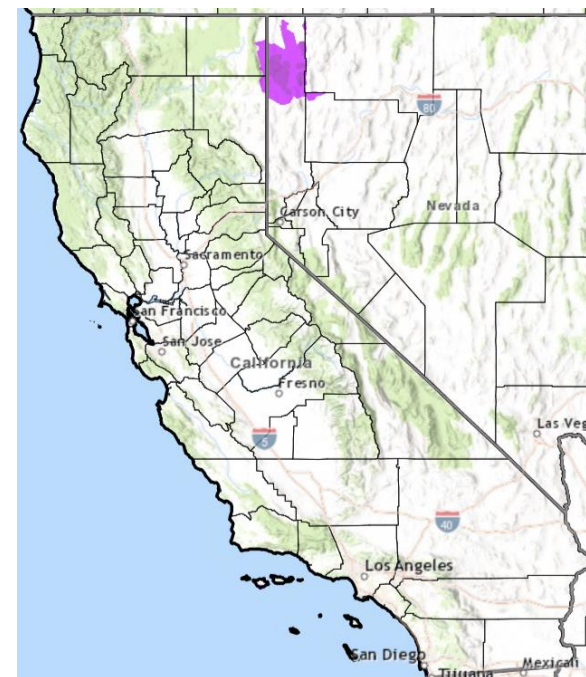 80
Carson City
Nevada
Sacramento
San Francisco
San Jose
California
Fresno
5
Las Veg
40
Los Angeles
San Diego
Tijuana
Mexicali